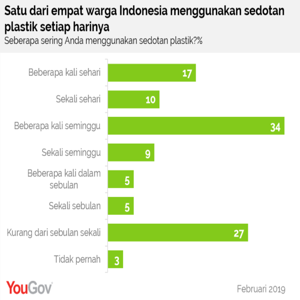 Satu dari empat warga Indonesia menggunakan sedotan
plastik setiap harinya
Seberapa sering Anda menggunakan sedotan plastik?%
Beberapa kali sehari 17
Sekali sehari 10
Beberapa kali seminggu 34
Sekali seminggu 9
Beberapa kali dalam
sebulan 5
Sekali sebulan 5
Kurang dari sebulan sekali 27
Tidak pernah 3
YouGov Februari 2019